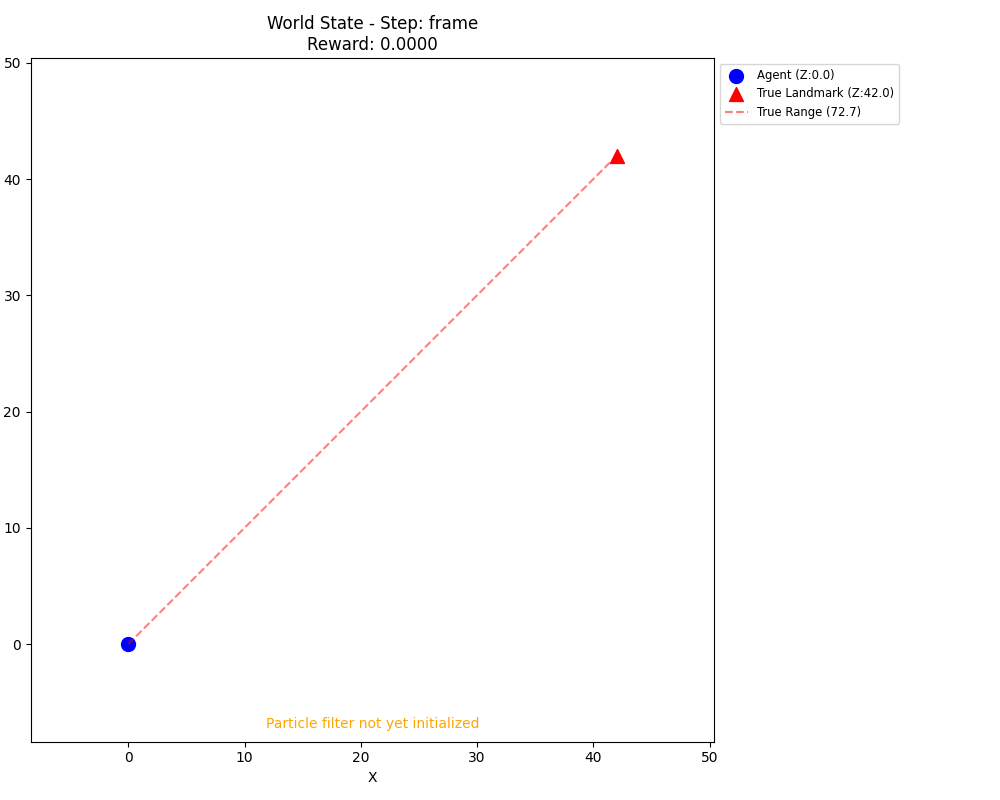 World State - Step: frame
Reward: 0.0000
50
40
30
20
10
0
Agent (Z:0.0)
True Landmark (Z:42.0)
True Range (72.7)
Particle filter not yet initialized
0 10 20 30 40 50
X